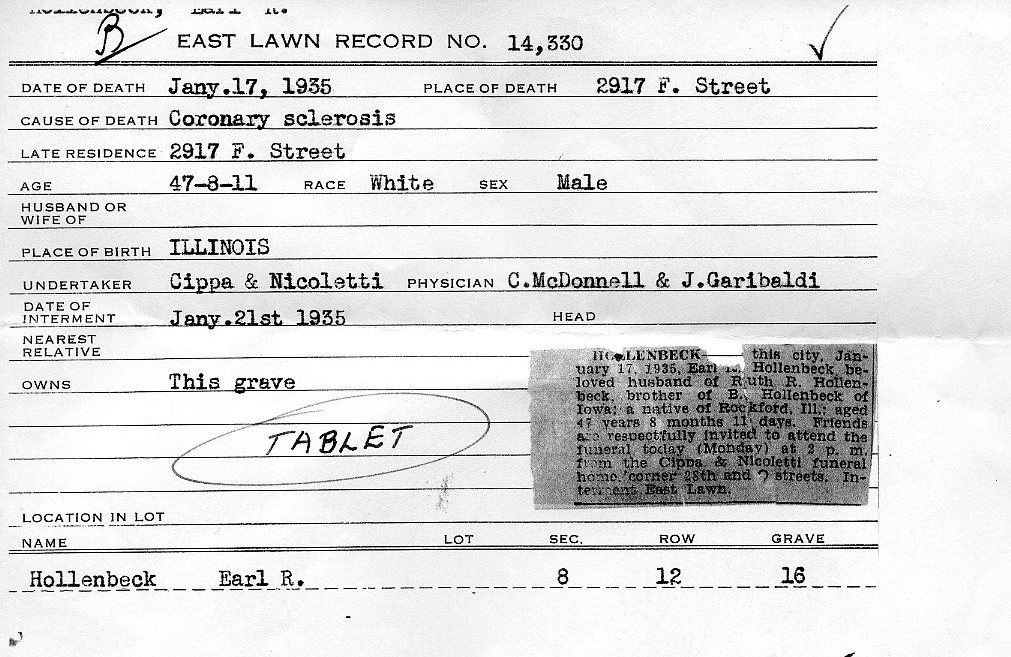 Hollenbeck, Earl R.
B EAST LAWN RECORD NO. 14,330
DATE OF DEATH Jany.17, 1935 PLACE OF DEATH 2917 F. Street
CAUSE OF DEATH Coronary sclerosis
LATE RESIDENCE 2917 F. Street
AGE 47-8-11 RACE White SEX Male
HUSBAND OR
WIFE OF
PLACE OF BIRTH ILLINOIS
UNDERTAKER Cippa & Nicoletti PHYSICIAN C.McDonnell & J.Garibaldi
DATE OF
INTERMENT Jany.21st 1935 HEAD
NEAREST
RELATIVE
OWNS This grave
TABLET
HOLLENBECK— this city, Jan-
uary 17, 1935, Earl Hollenbeck, be-
loved husband of Ruth R. Hollen-
beck, brother of B. Hollenbeck of
Iowa; a native of Rockford, Ill.; aged
47 years 8 months 11 days. Friends
are respectfully invited to attend the
funeral today (Monday) at 2 p. m.
from the Cippa & Nicoletti funeral
home, corner 28th and streets. In-
terment East Lawn.
LOCATION IN LOT
NAME LOT SEC. ROW GRAVE
Hollenbeck Earl R. 8 12 16